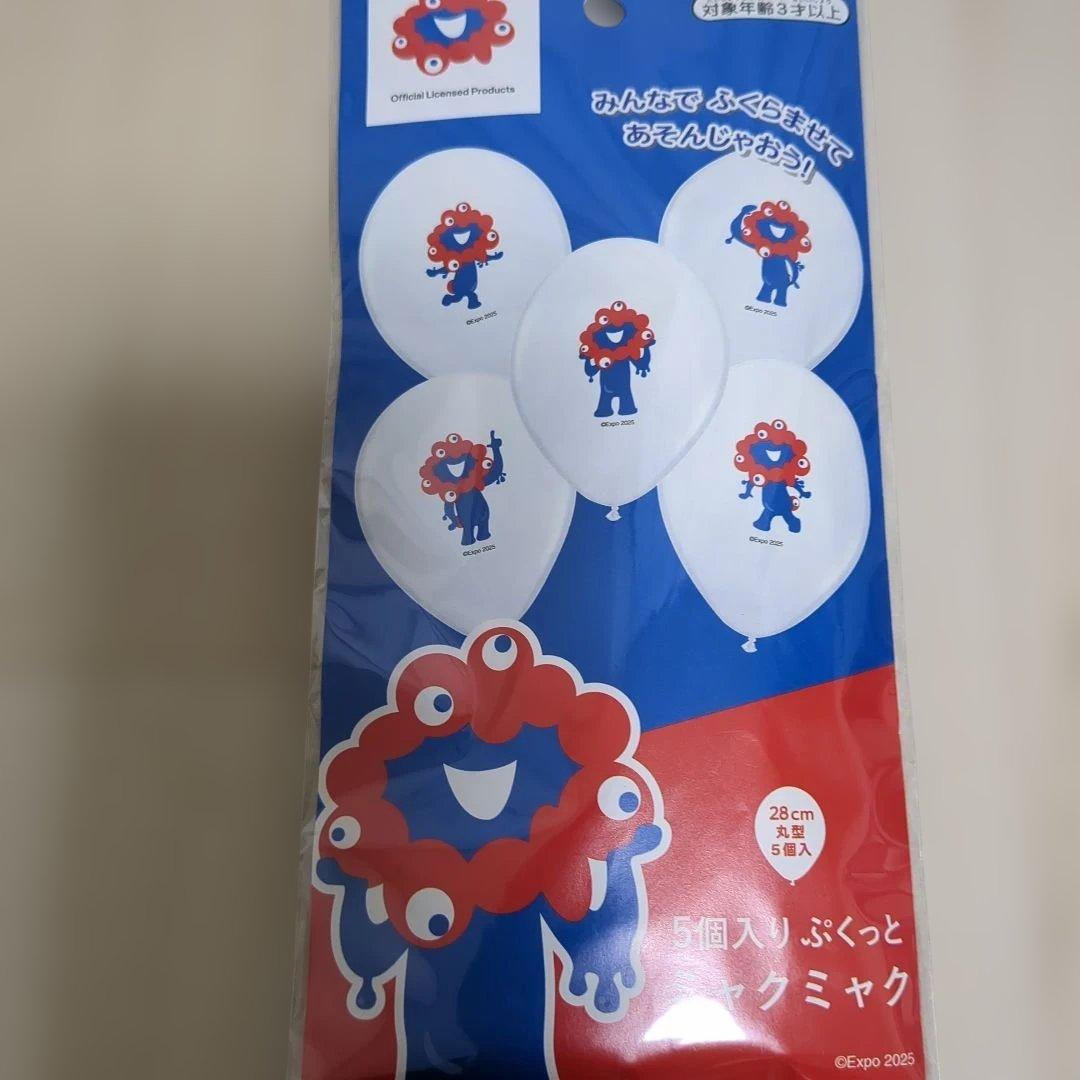 対象年齢3才以上
Official Licensed Products
みんなで ふくらませて
あそんじゃおう!
©Expo 2025
©Expo 2025
©Expo 2025
©Expo 2025
©Expo 2025
28cm
丸型
5個入
5個入り ぷくっと
ミャクミャク
©Expo 2025